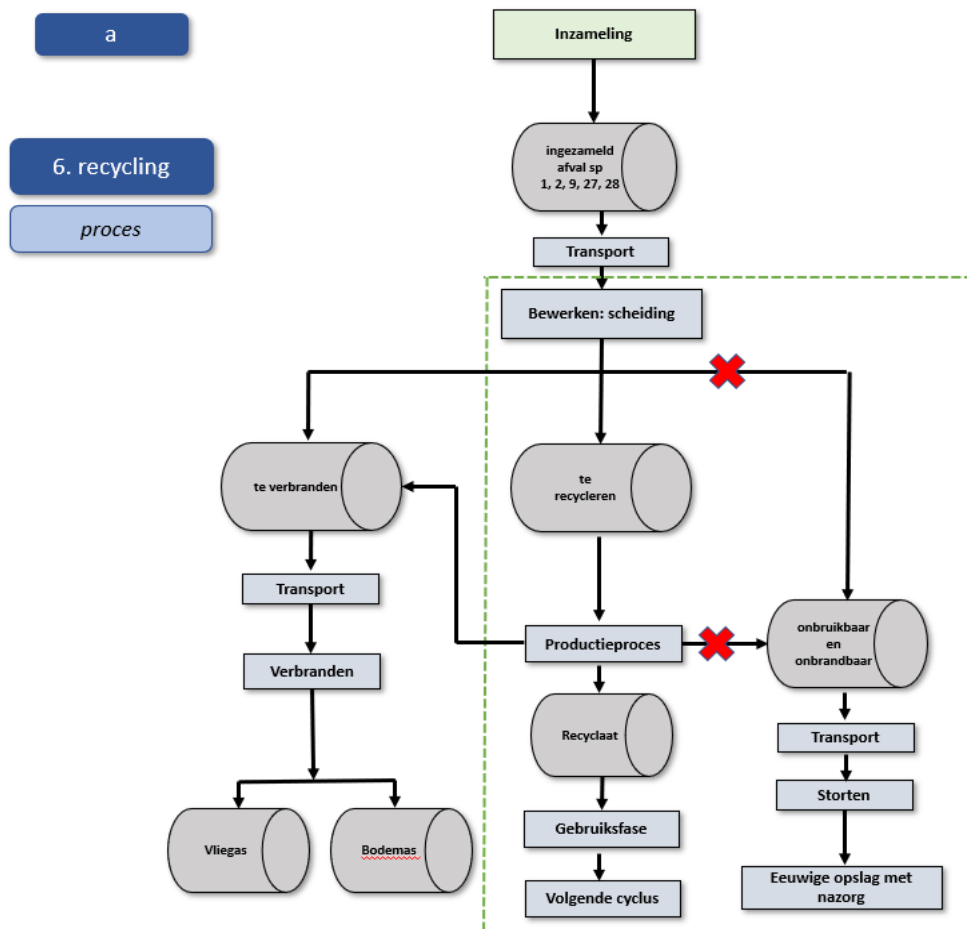 a
Inzameling
6. recycling
proces
ingezameld
afval sp
1, 2, 9, 27, 28
Transport
Bewerken: scheiding
te verbranden
te
recycleren
Transport
Verbranden
Productieproces
onbruikbaar
en
onbrandbaar
Recyclaat
Transport
Storten
Vliegas
Bodemas
Gebruiksfase
Volgende cyclus
Eeuwige opslag met
nazorg